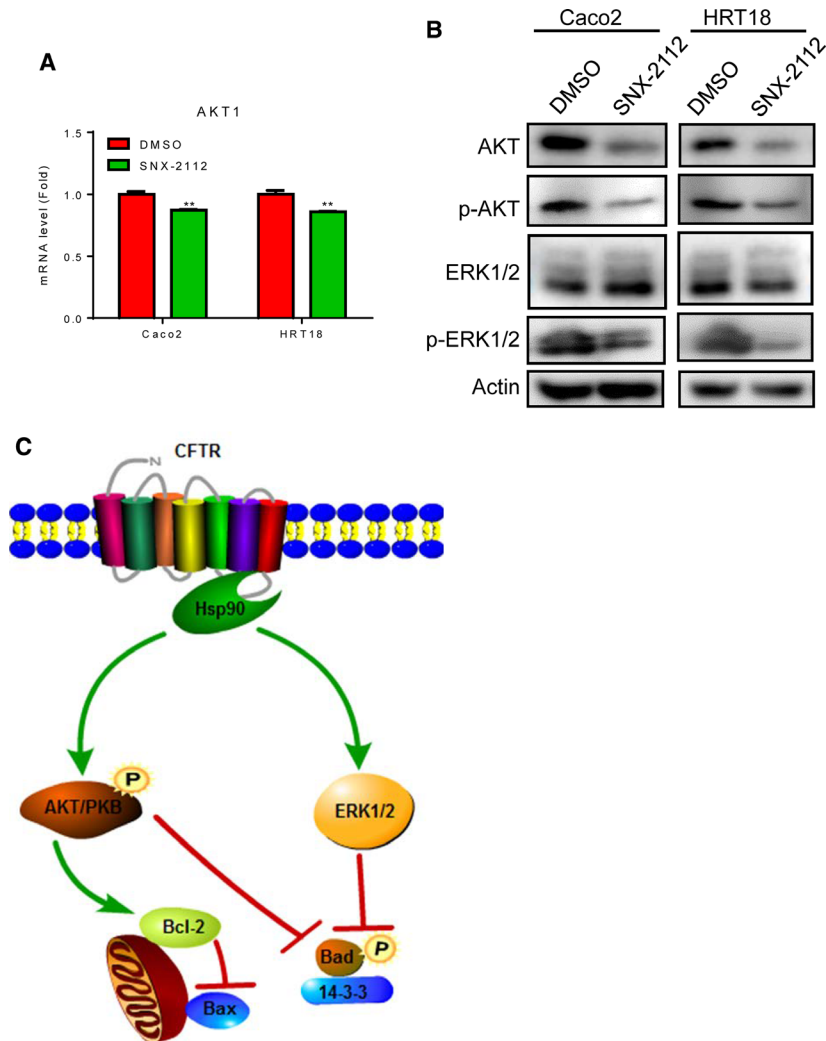 A
AKT1
mRNA level (Fold)
1.5
1.0
0.5
0.0
DMSO
SNX-2112
**
**
Caco2
HRT18
B
Caco2
HRT18
DMSO
SNX-2112
DMSO
SNX-2112
AKT
p-AKT
ERK1/2
p-ERK1/2
Actin
C
CFTR
N
Hsp90
P
AKT/PKB
ERK1/2
Bcl-2
Bad
P
14-3-3
Bax